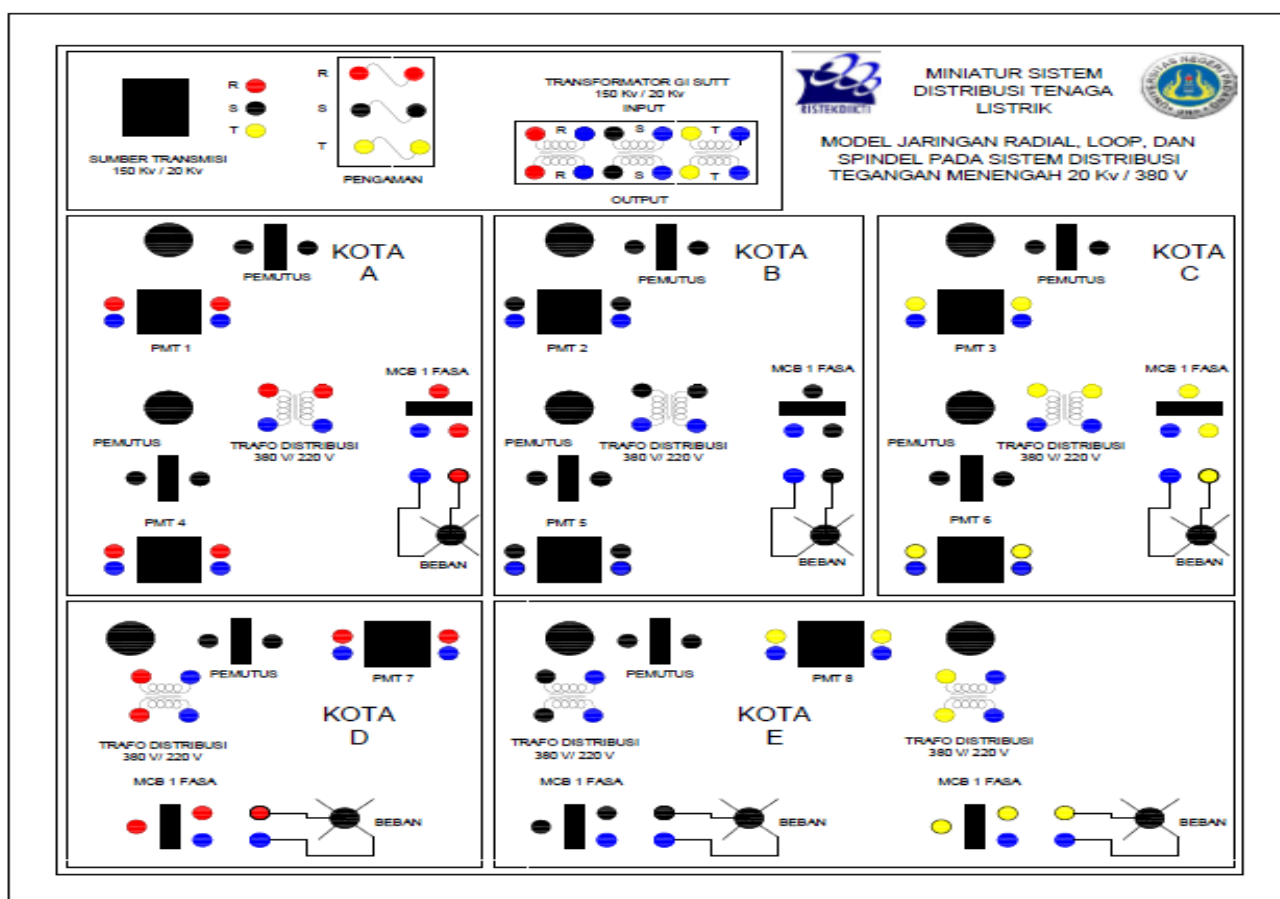 R
S
T
SUMBER TRANSMISI
150 Kv / 20 Kv
R
S
T
PENGAMAN
TRANSFORMATOR GI SUTT
150 Kv / 20 Kv
INPUT
R S T
R S T
OUTPUT
RISTEKDIKTI
MINIATUR SISTEM
DISTRIBUSI TENAGA
LISTRIK
UNIVERSITAS NEGERI PADANG
UNP
MODEL JARINGAN RADIAL, LOOP, DAN
SPINDEL PADA SISTEM DISTRIBUSI
TEGANGAN MENENGAH 20 Kv / 380 V
KOTA
A
PEMUTUS
PMT 1
MCB 1 FASA
PEMUTUS
TRAFO DISTRIBUSI
380 V/ 220 V
PMT 4
BEBAN
KOTA
B
PEMUTUS
PMT 2
MCB 1 FASA
PEMUTUS
TRAFO DISTRIBUSI
380 V/ 220 V
PMT 5
BEBAN
KOTA
C
PEMUTUS
PMT 3
MCB 1 FASA
PEMUTUS
TRAFO DISTRIBUSI
380 V/ 220 V
PMT 6
BEBAN
PEMUTUS
PMT 7
KOTA
D
TRAFO DISTRIBUSI
380 V/ 220 V
MCB 1 FASA
BEBAN
PEMUTUS
PMT 8
KOTA
E
TRAFO DISTRIBUSI
380 V/ 220 V
TRAFO DISTRIBUSI
380 V/ 220 V
MCB 1 FASA
BEBAN
MCB 1 FASA
BEBAN